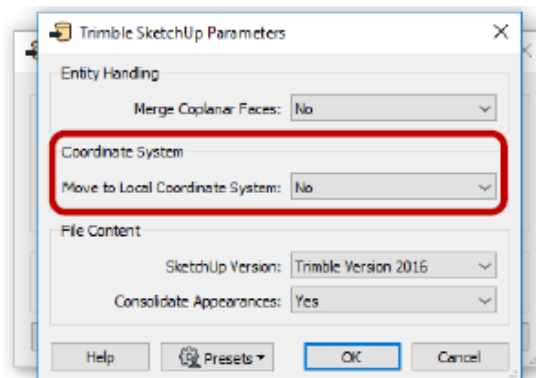 Trimble SketchUp Parameters
Entity Handling
Merge Coplanar Faces: No
Coordinate System
Move to Local Coordinate System: No
File Content
SketchUp Version: Trimble Version 2016
Consolidate Appearances: Yes
Help Presets OK Cancel